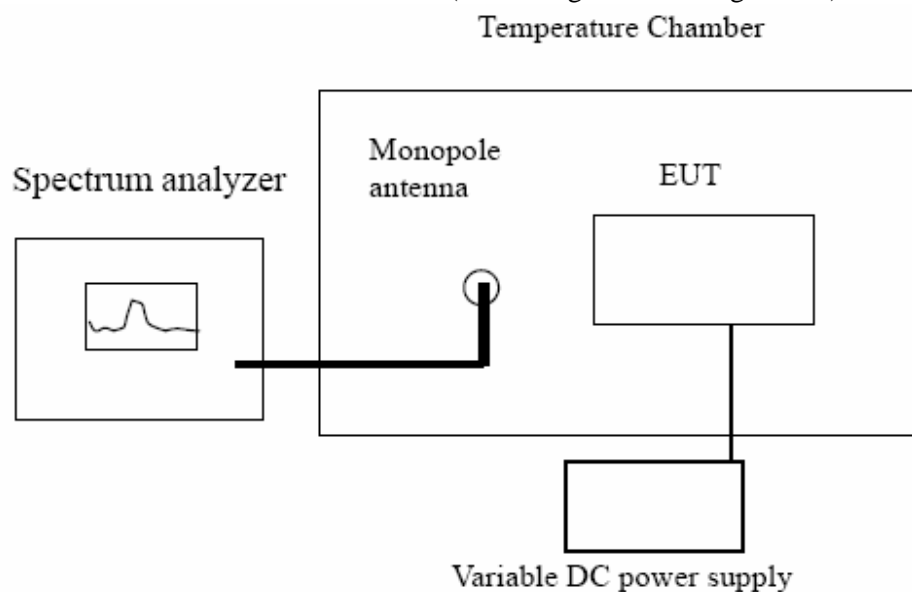 Temperature Chamber
Monopole
antenna
EUT
Spectrum analyzer
Variable DC power supply